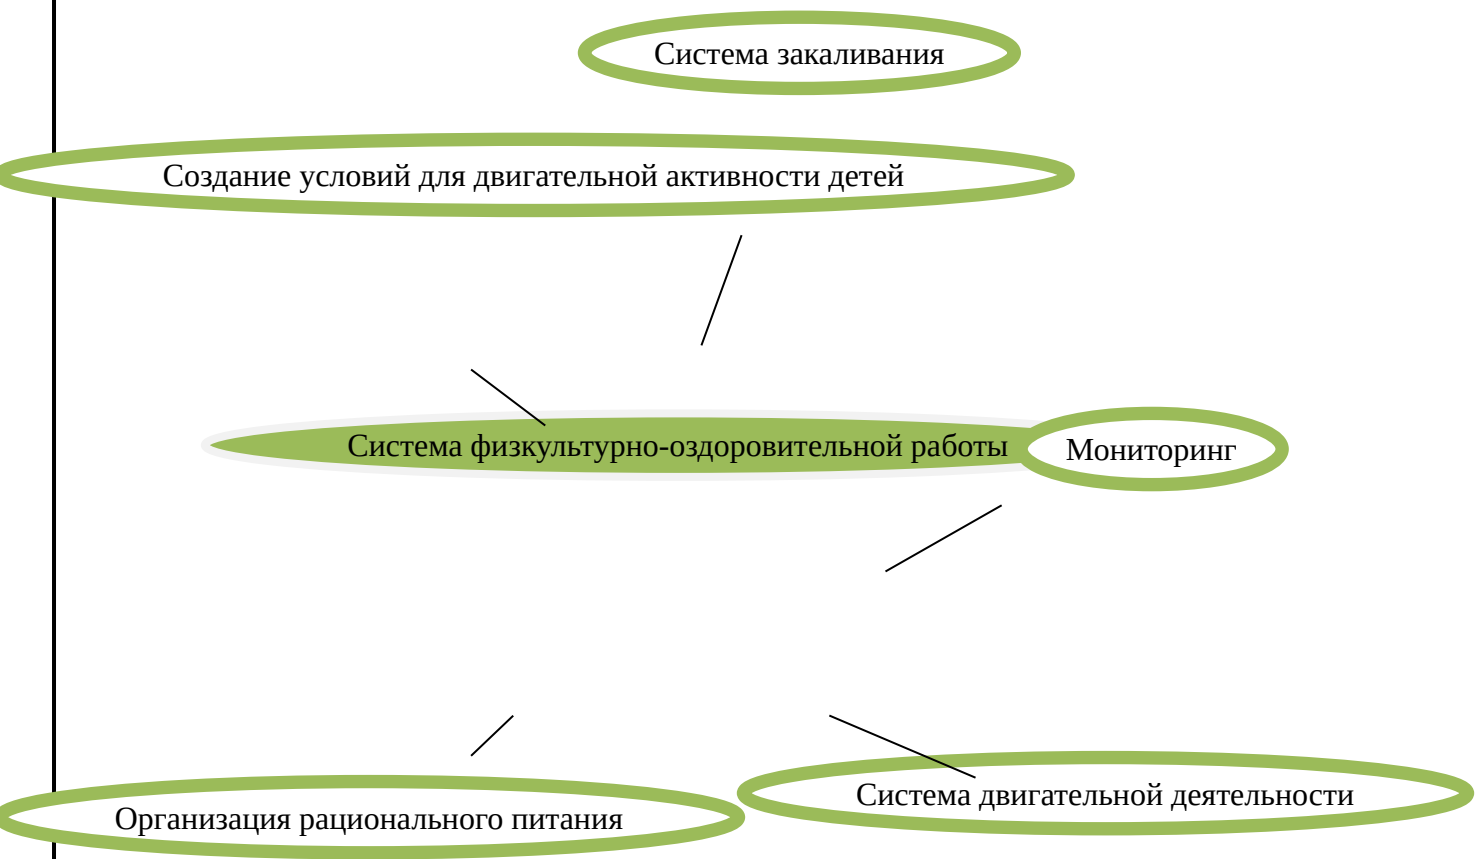 Система закаливания
Создание условий для двигательной активности детей
Система физкультурно-оздоровительной работы
Мониторинг
Система двигательной деятельности
Организация рационального питания